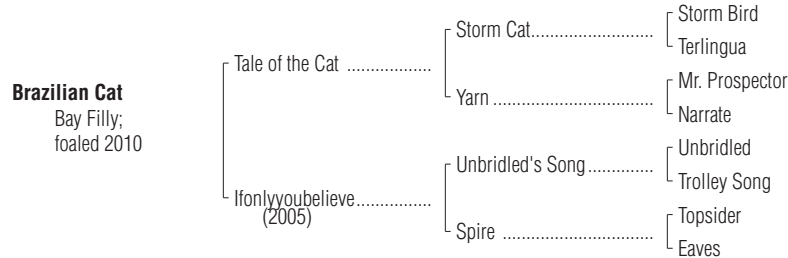 Storm Bird
Storm Cat..........................
Terlingua
Tale of the Cat ..................
Mr. Prospector
Brazilian Cat
Yarn ..................................
Bay Filly;
Narrate
foaled 2010
Unbridled
Unbridled's Song..............
Trolley Song
Ifonlyyoubelieve................
(2005)
Topsider
Spire ................................
Eaves